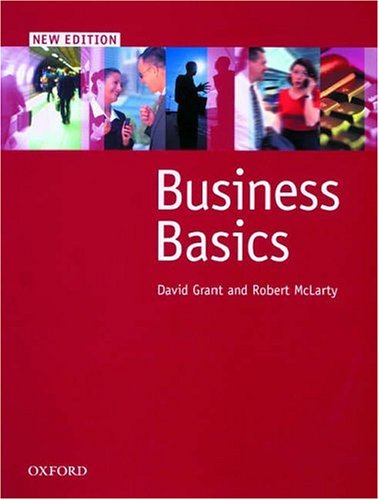 NEW EDITION
Business
Basics
David Grant and Robert McLarty
OXFORD